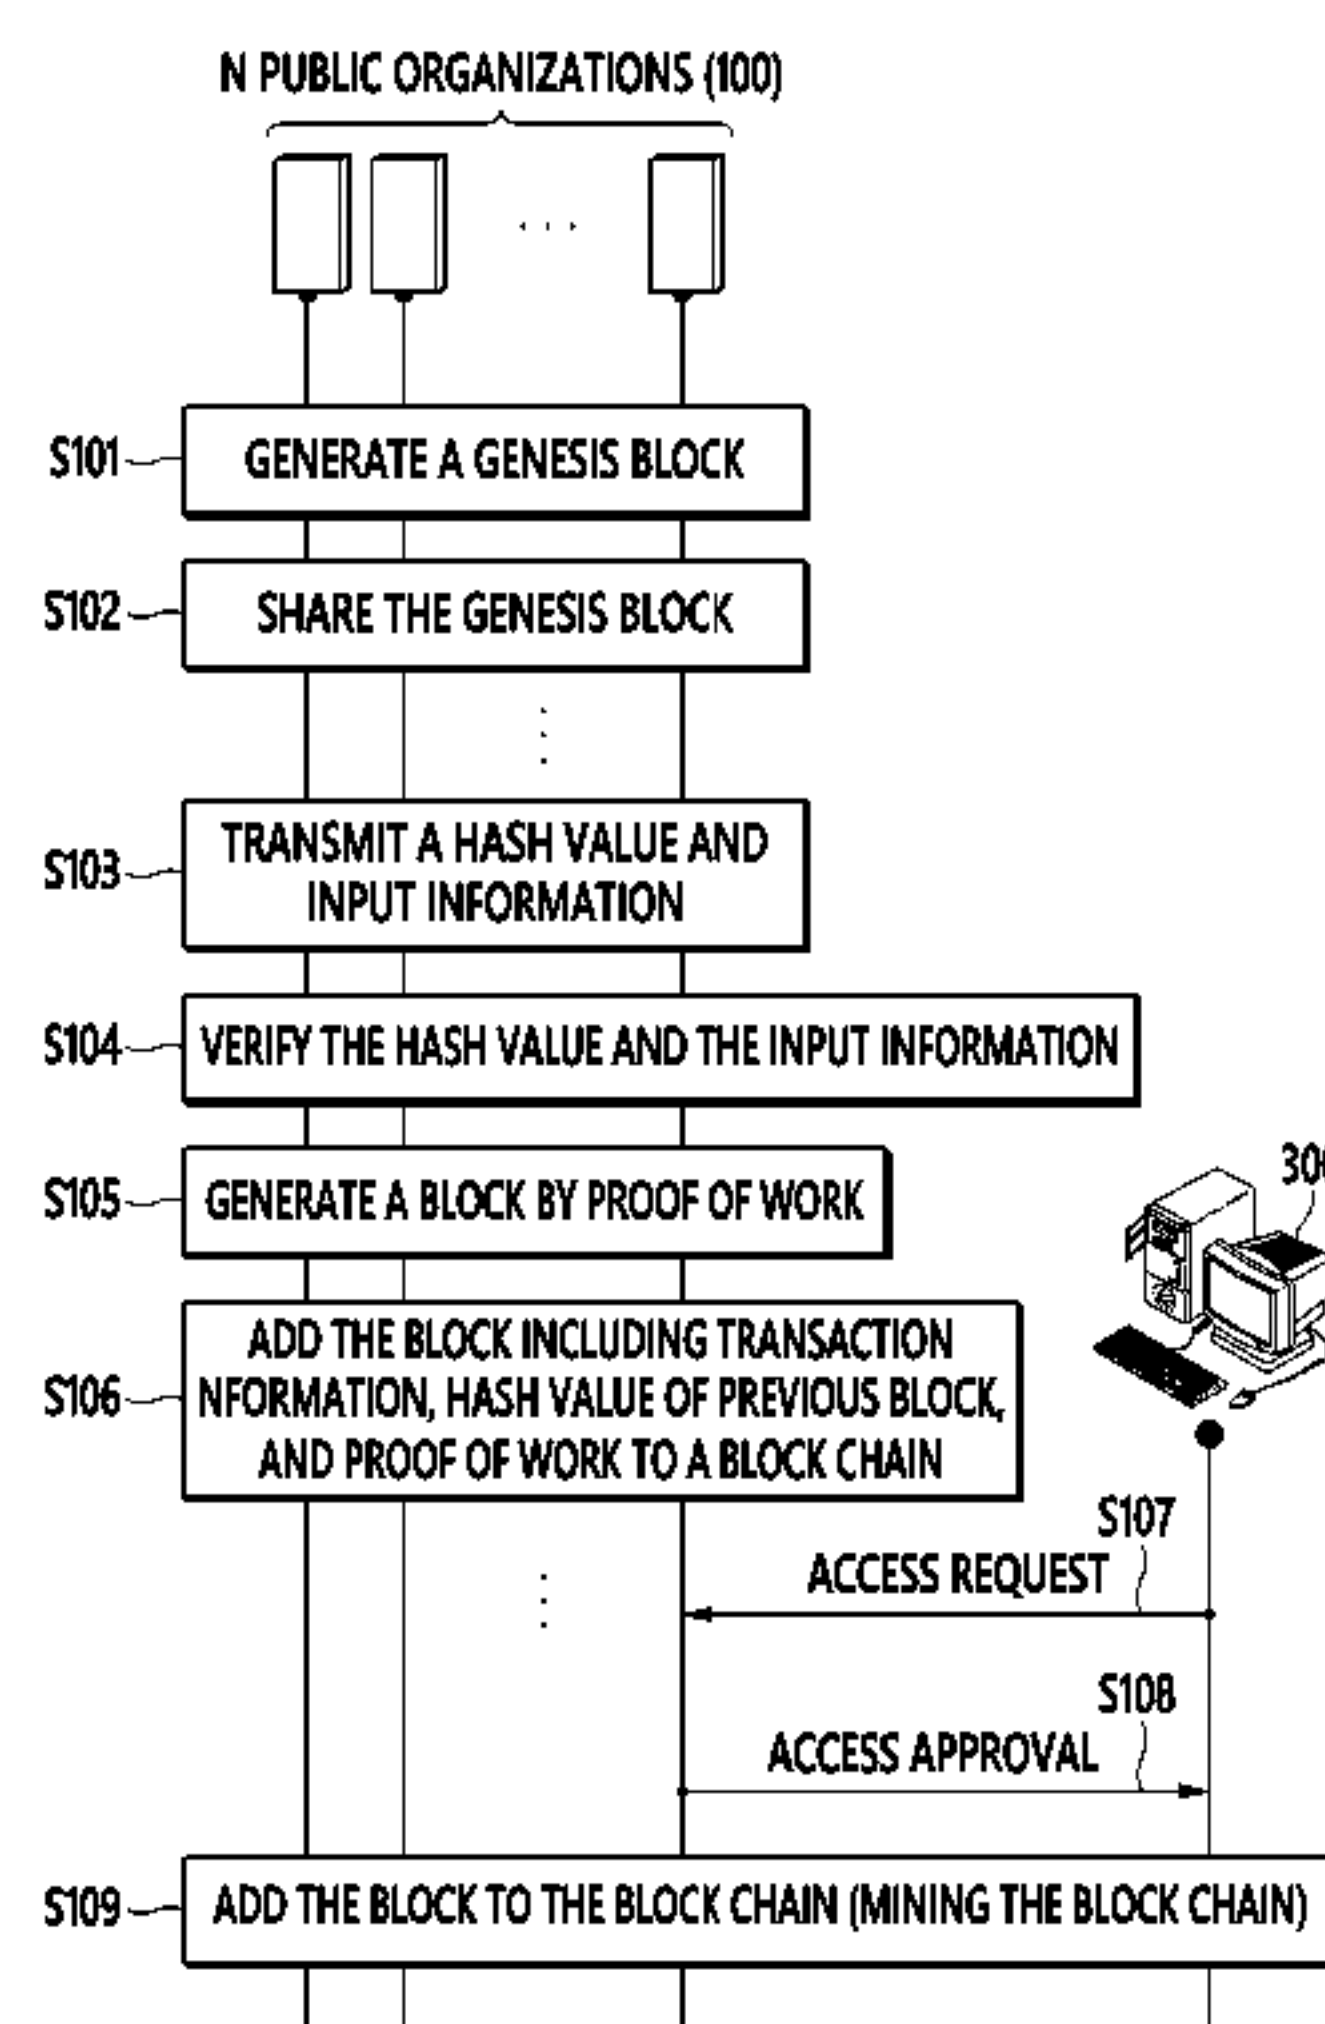 N PUBLIC ORGANIZATIONS (100)
S101
GENERATE A GENESIS BLOCK
S102
SHARE THE GENESIS BLOCK
S103
TRANSMIT A HASH VALUE AND
INPUT INFORMATION
S104
VERIFY THE HASH VALUE AND THE INPUT INFORMATION
S105
GENERATE A BLOCK BY PROOF OF WORK
S106
ADD THE BLOCK INCLUDING TRANSACTION
NFORMATION, HASH VALUE OF PREVIOUS BLOCK,
AND PROOF OF WORK TO A BLOCK CHAIN
S107
ACCESS REQUEST
S108
ACCESS APPROVAL
S109
ADD THE BLOCK TO THE BLOCK CHAIN (MINING THE BLOCK CHAIN)